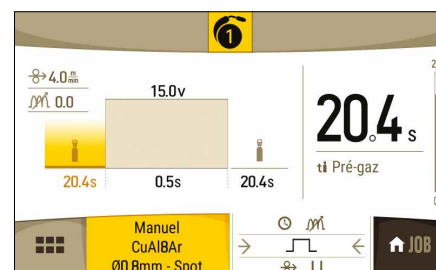 1
4.0 m/min
0.0
15.0v
20.4s
0.5s
20.4s
20.4 s
ti Pré-gaz
Manuel
CuAl8Ar
Ø0.8mm - Spot
JOB